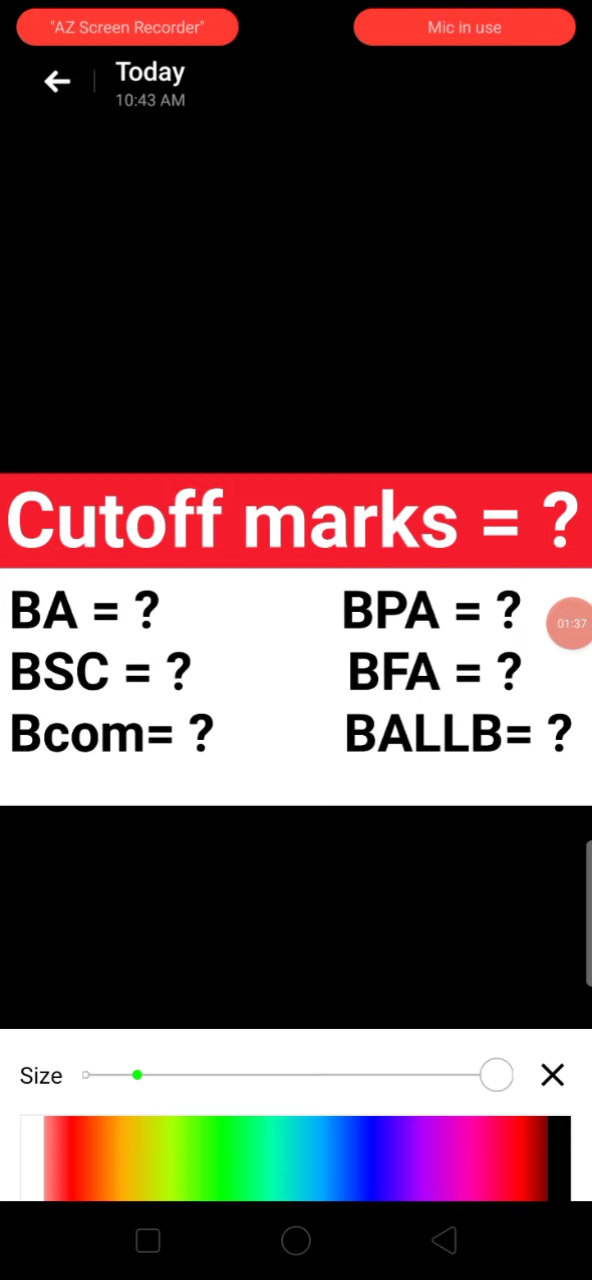 "AZ Screen Recorder" Mic in use
Today
10:43 AM
Cutoff marks = ?
BA = ? BPA = ?
01:37
BSC = ? BFA = ?
Bcom= ? BALLB= ?
Size